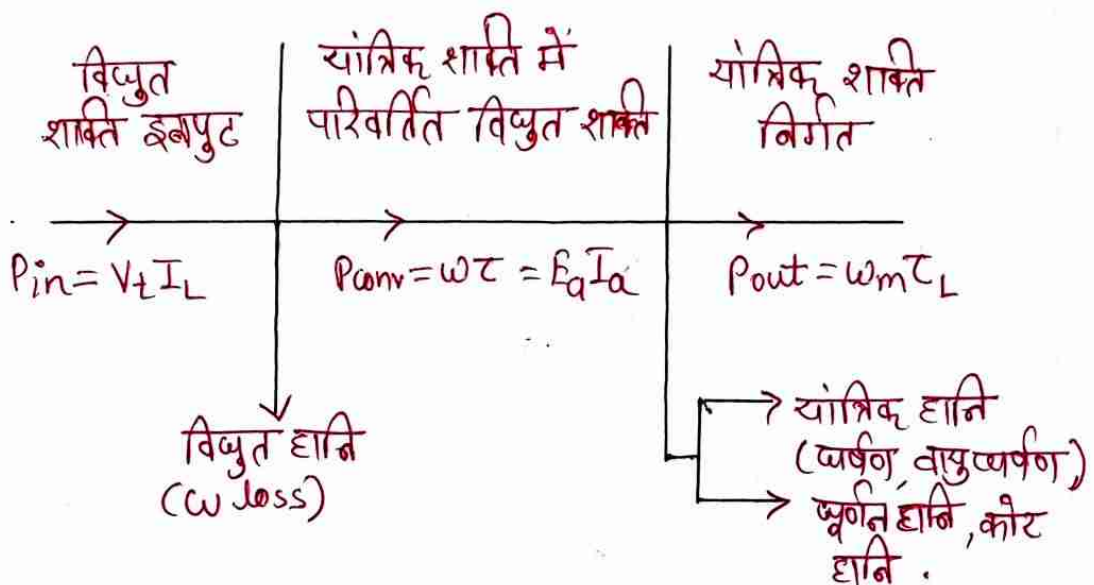 विद्युत
शक्ति इनपुट
यांत्रिक शक्ति में
परिवर्तित विद्युत शक्ति
यांत्रिक शक्ति
निर्गत
Pin = VtIL
Pconv = ωτ = EaIa
Pout = ωmτL
विद्युत हानि
(cu loss)
यांत्रिक हानि
(घर्षण, वायु घर्षण,)
घूर्णन हानि, कोर
हानि .